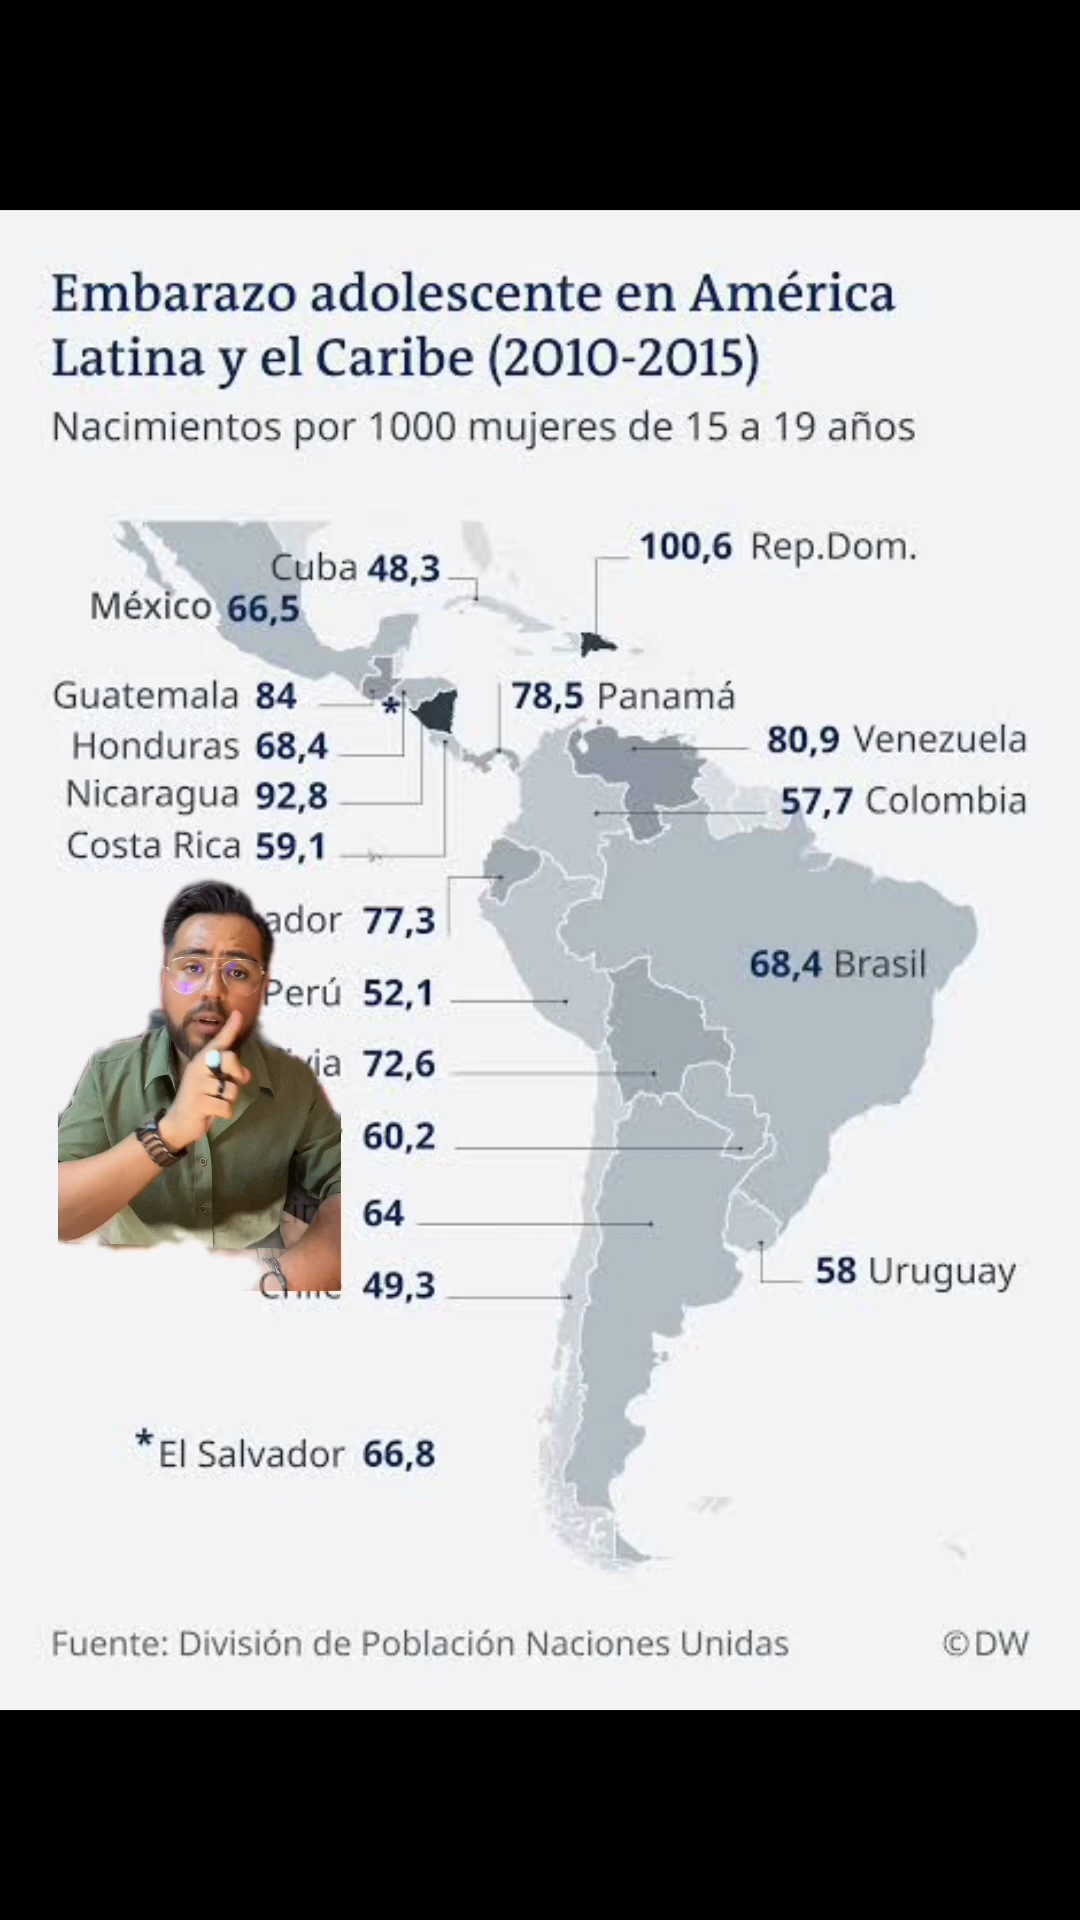 Embarazo adolescente en América
Latina y el Caribe (2010-2015)
Nacimientos por 1000 mujeres de 15 a 19 años
100,6 Rep.Dom.
Cuba 48,3
México 66,5
Guatemala 84
*
78,5 Panamá
Honduras 68,4
80,9 Venezuela
Nicaragua 92,8
57,7 Colombia
Costa Rica 59,1
ador 77,3
68,4 Brasil
Perú 52,1
via 72,6
60,2
64
58 Uruguay
Chile 49,3
*El Salvador 66,8
Fuente: División de Población Naciones Unidas
©DW